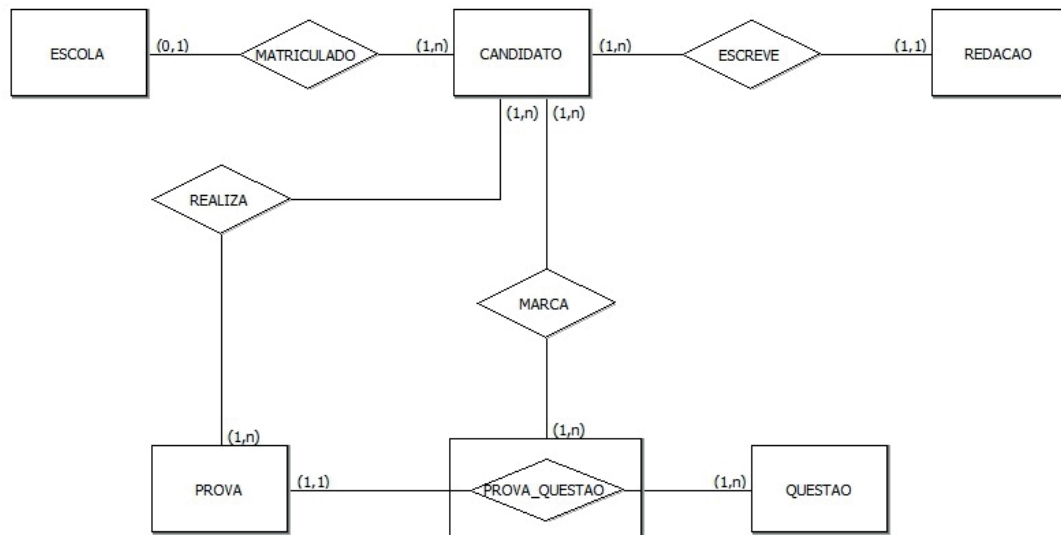 ESCOLA (0,1) MATRICULADO (1,n) CANDIDATO (1,n) ESCREVE (1,1) REDACAO
(1,n) (1,n)
REALIZA
MARCA
(1,n) (1,n)
PROVA (1,1) PROVA_QUESTAO (1,n) QUESTAO